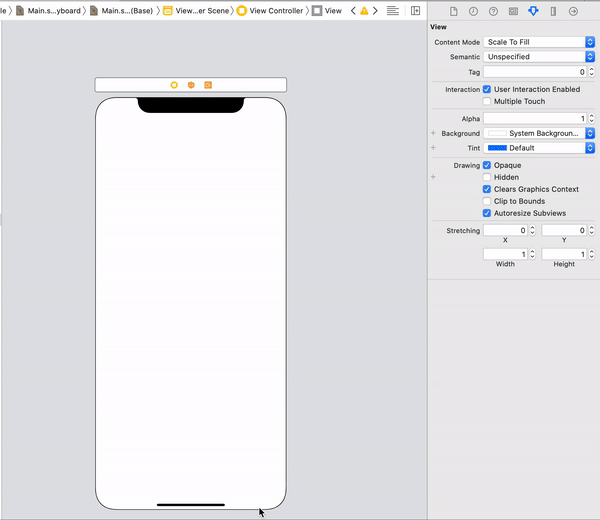 le Main.s...yboard Main.s...(Base) View...er Scene View Controller View
View
Content Mode Scale To Fill
Semantic Unspecified
Tag 0
Interaction User Interaction Enabled
Multiple Touch
Alpha 1
Background System Backgroun...
Tint Default
Drawing Opaque
Hidden
Clears Graphics Context
Clip to Bounds
Autoresize Subviews
Stretching 0 0
X Y
1 1
Width Height